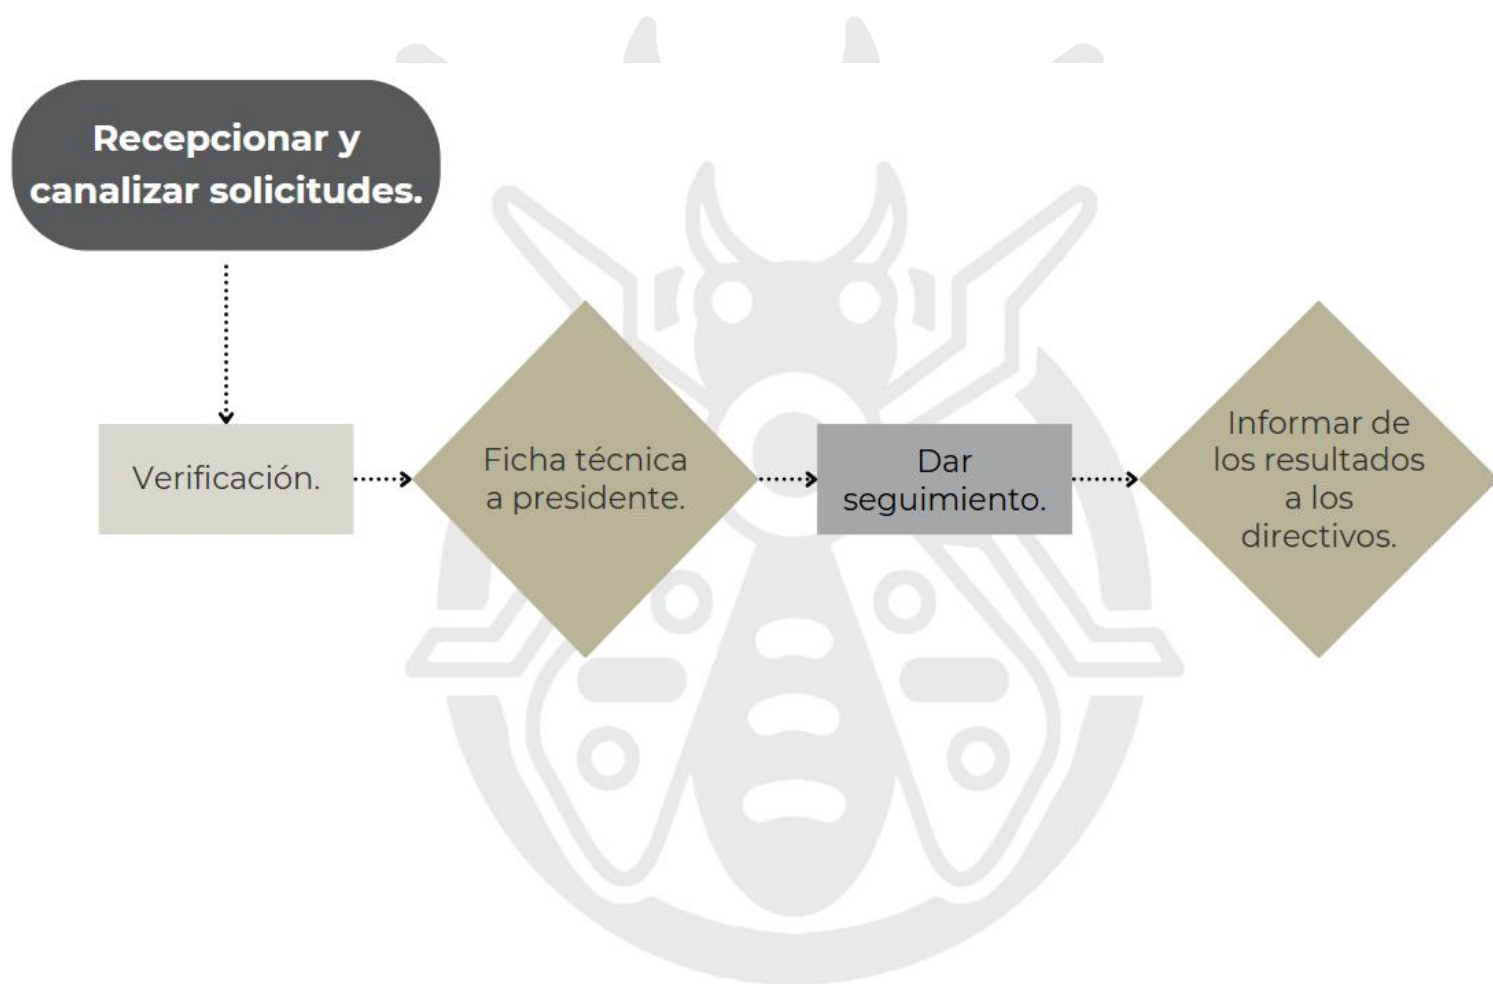 Recepcionar y
canalizar solicitudes.
Verificación.
Ficha técnica
a presidente.
Dar
seguimiento.
Informar de
los resultados
a los
directivos.